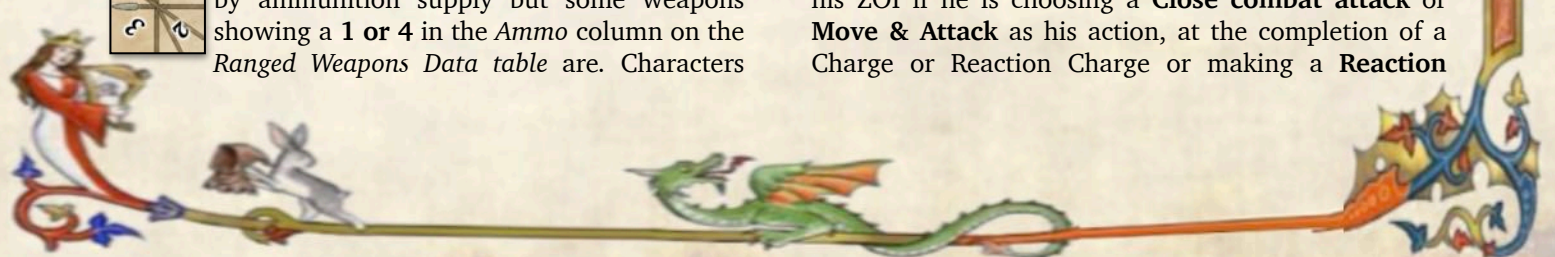 by ammunition supply but some weapons
showing a 1 or 4 in the Ammo column on the
Ranged Weapons Data table are. Characters
3 2
his ZOI if he is choosing a Close combat attack or
Move & Attack as his action, at the completion of a
Charge or Reaction Charge or making a Reaction